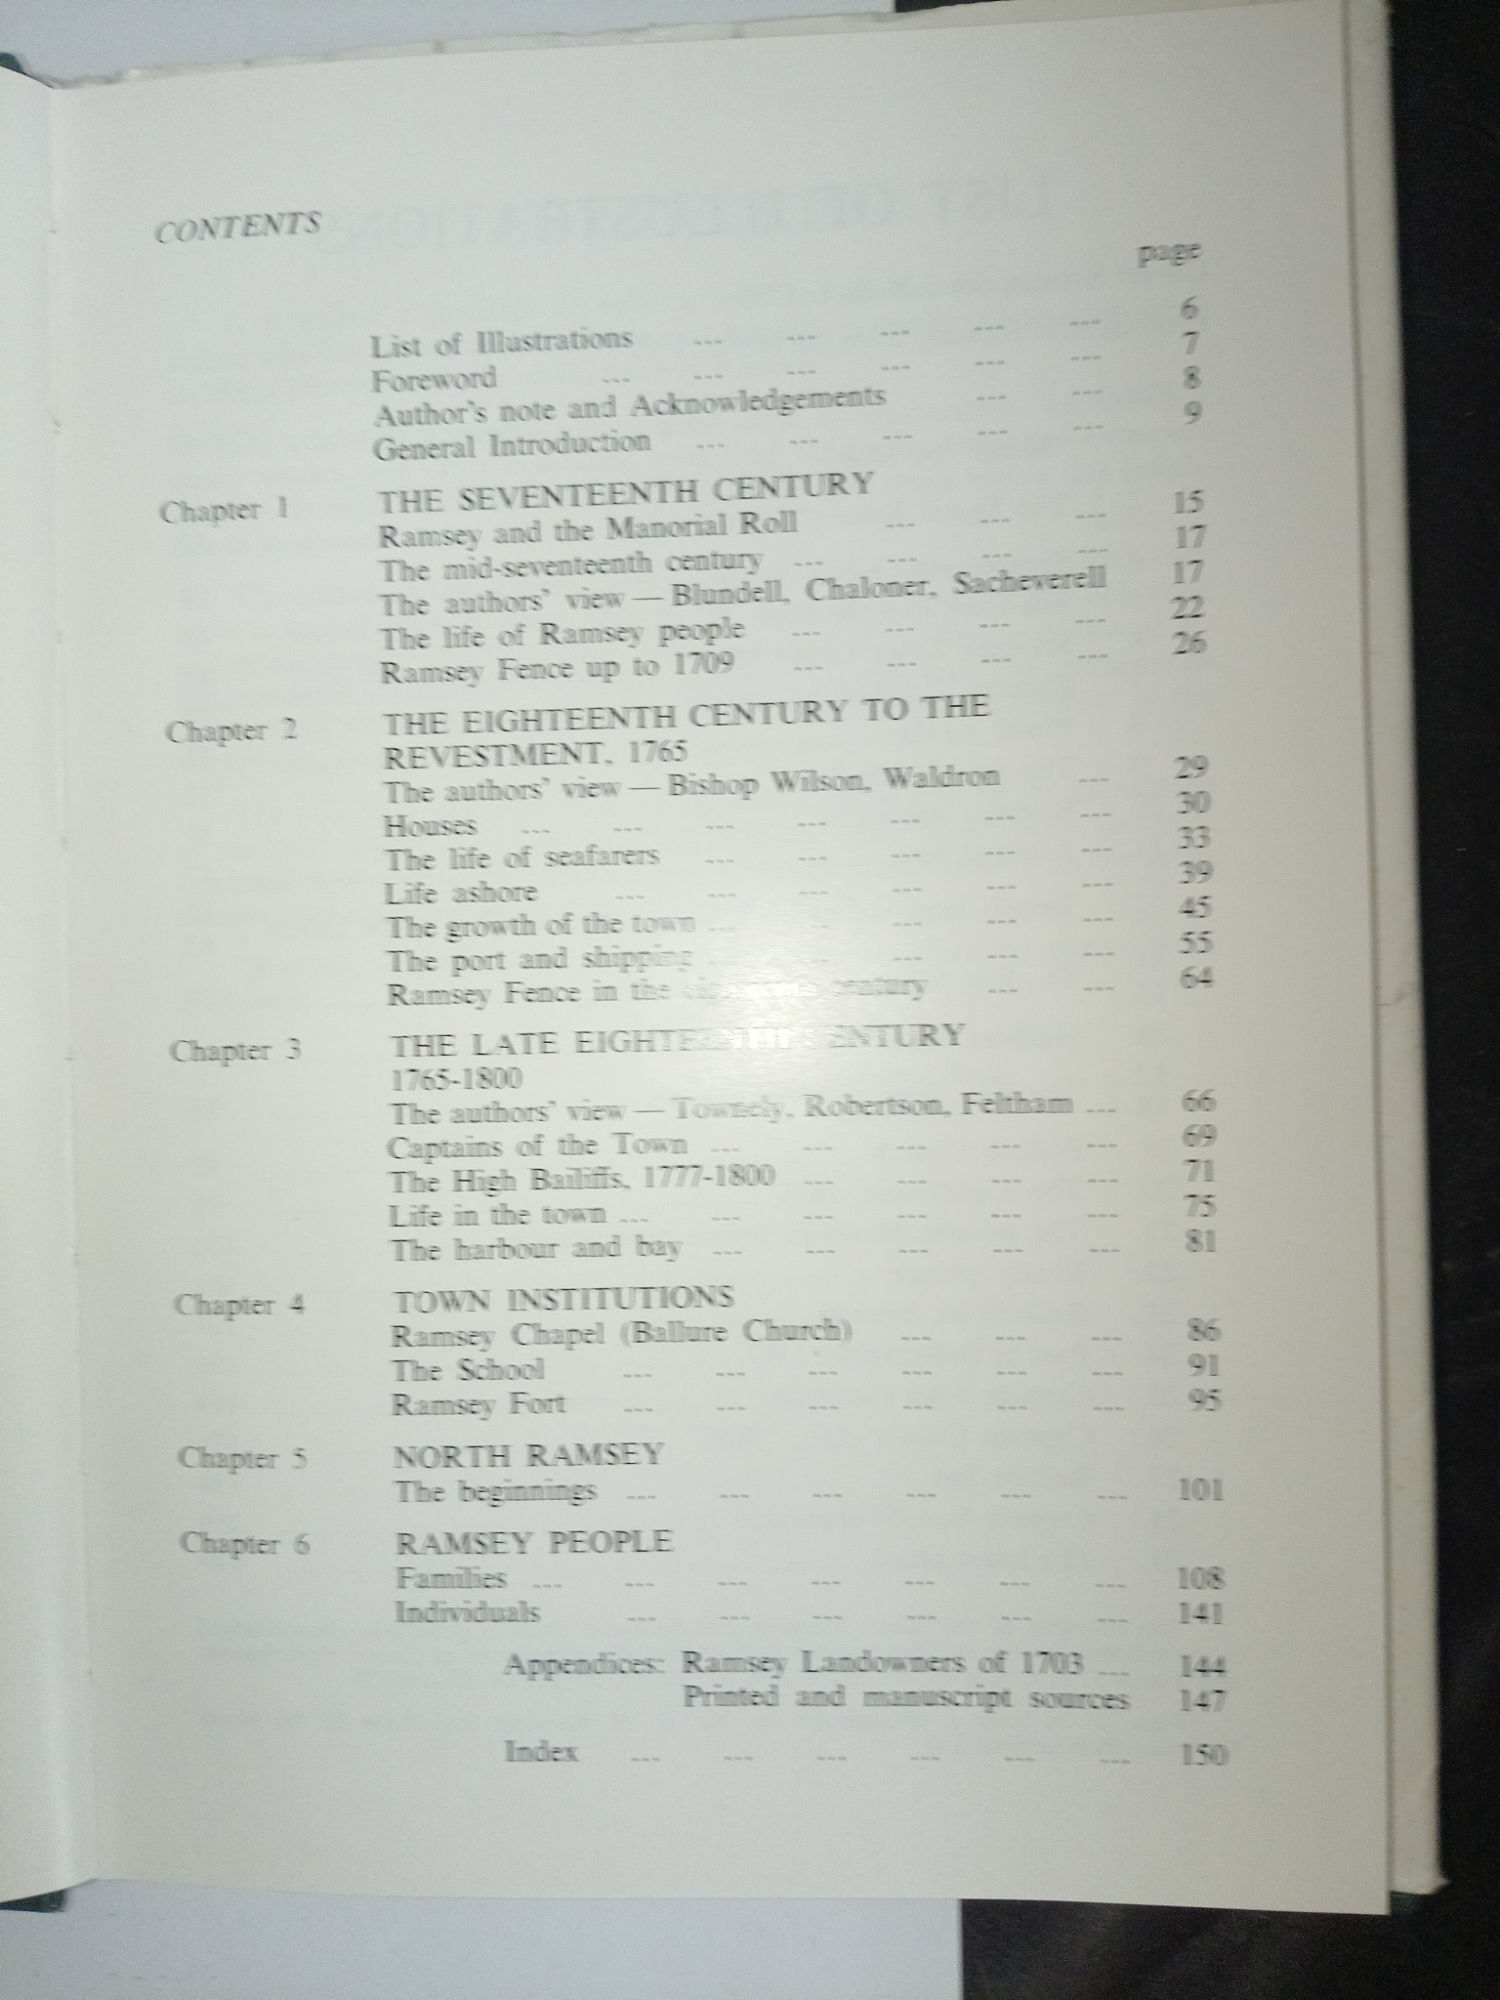 CONTENTS
page
List of Illustrations --- --- --- --- --- 6
Foreword --- --- --- --- --- --- 7
Author's note and Acknowledgements --- --- 8
General Introduction --- --- --- --- --- 9
Chapter 1 THE SEVENTEENTH CENTURY
Ramsey and the Manorial Roll --- --- --- 15
The mid-seventeenth century --- --- --- --- 17
The authors' view — Blundell, Chaloner, Sacheverell 17
The life of Ramsey people --- --- --- --- 22
Ramsey Fence up to 1709 --- --- --- --- 26
Chapter 2 THE EIGHTEENTH CENTURY TO THE
REVESTMENT, 1765
The authors' view — Bishop Wilson, Waldron --- 29
Houses --- --- --- --- --- --- --- 30
The life of seafarers --- --- --- --- --- 33
Life ashore --- --- --- --- --- --- 39
The growth of the town --- --- --- --- --- 45
The port and shipping --- --- --- --- --- 55
Ramsey Fence in the century --- --- 64
Chapter 3 THE LATE EIGHTEENTH CENTURY
1765-1800
The authors' view — Townely, Robertson, Feltham --- 66
Captains of the Town --- --- --- --- --- 69
The High Bailiffs, 1777-1800 --- --- --- --- 71
Life in the town --- --- --- --- --- --- 75
The harbour and bay --- --- --- --- --- 81
Chapter 4 TOWN INSTITUTIONS
Ramsey Chapel (Ballure Church) --- --- --- 86
The School --- --- --- --- --- --- 91
Ramsey Fort --- --- --- --- --- --- 95
Chapter 5 NORTH RAMSEY
The beginnings --- --- --- --- --- --- 101
Chapter 6 RAMSEY PEOPLE
Families --- --- --- --- --- --- --- 108
Individuals --- --- --- --- --- --- 141
Appendices: Ramsey Landowners of 1703 --- 144
Printed and manuscript sources 147
Index --- --- --- --- --- --- 150